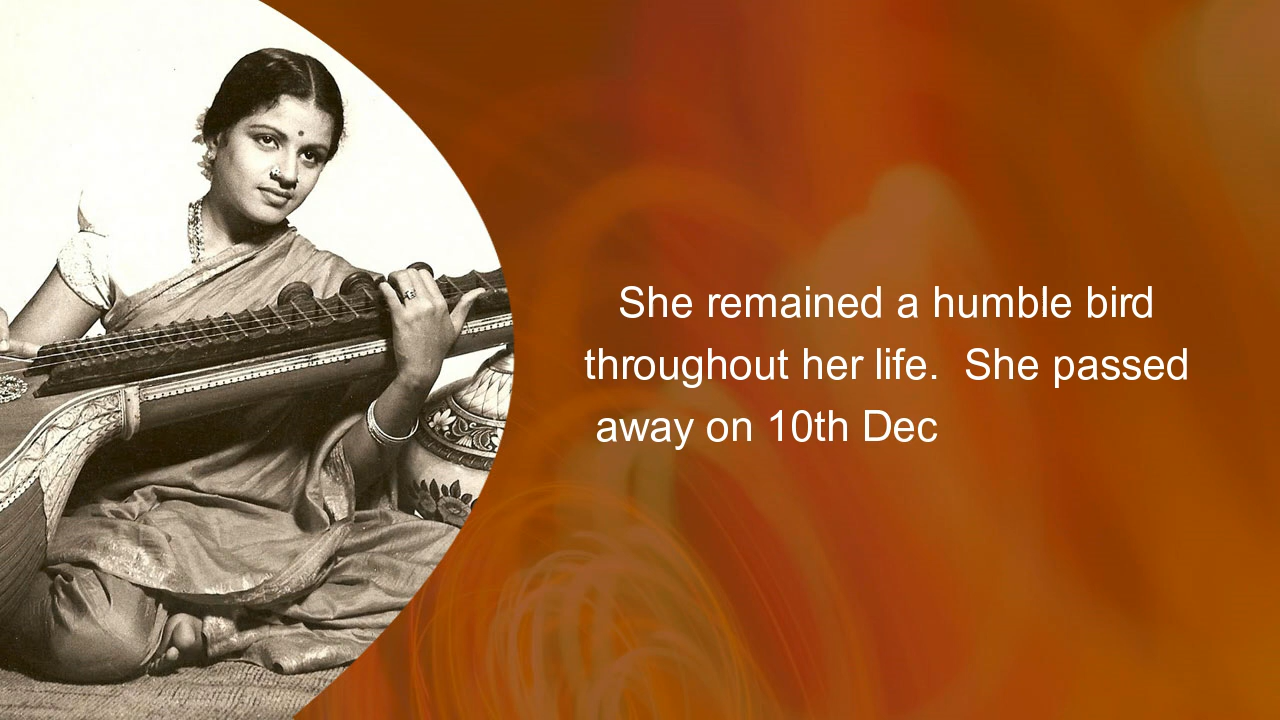 She remained a humble bird
throughout her life.  She passed
away on 10th Dec